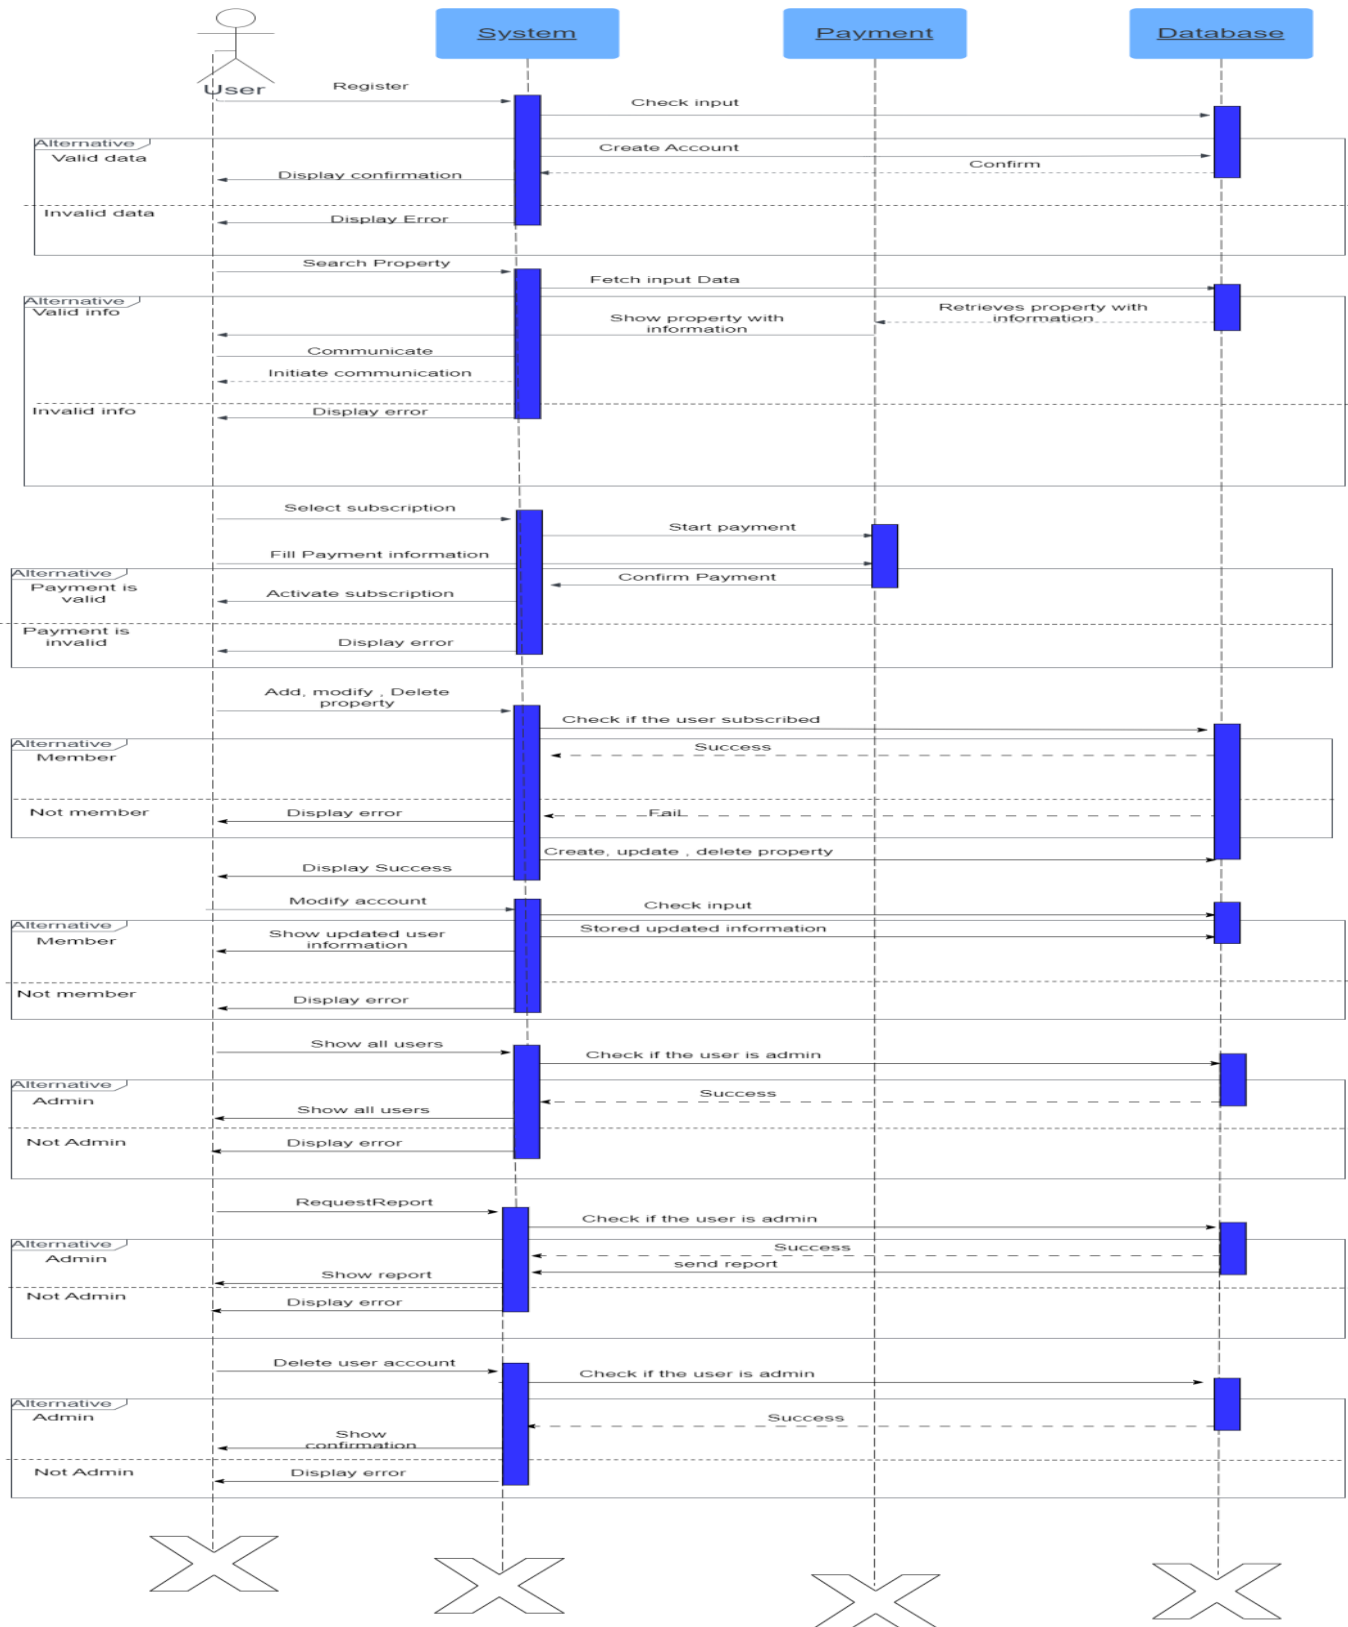 System
Payment
Database
User
Register
Check input
Alternative
Valid data
Create Account
Confirm
Display confirmation
Invalid data
Display Error
Search Property
Fetch input Data
Alternative
Valid info
Retrieves property with
information
Show property with
information
Communicate
Initiate communication
Invalid info
Display error
Select subscription
Start payment
Fill Payment information
Alternative
Payment is
valid
Confirm Payment
Activate subscription
Payment is
invalid
Display error
Add, modify , Delete
property
Check if the user subscribed
Alternative
Member
Success
Not member
Display error
Fail
Create, update , delete property
Display Success
Modify account
Check input
Alternative
Member
Show updated user
information
Stored updated information
Not member
Display error
Show all users
Check if the user is admin
Alternative
Admin
Success
Show all users
Not Admin
Display error
RequestReport
Check if the user is admin
Alternative
Admin
Success
send report
Show report
Not Admin
Display error
Delete user account
Check if the user is admin
Alternative
Admin
Success
Show
confirmation
Not Admin
Display error